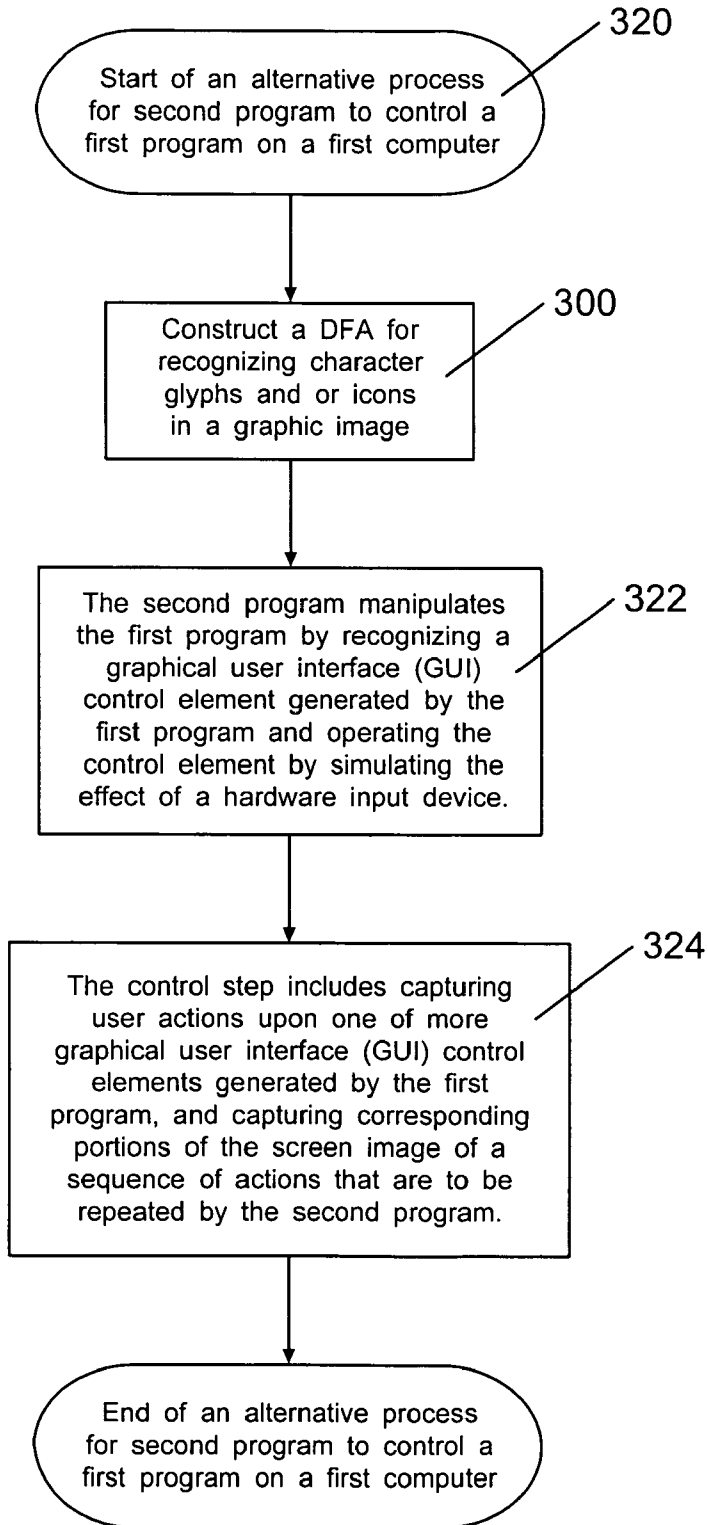 320
Start of an alternative process
for second program to control a
first program on a first computer
300
Construct a DFA for
recognizing character
glyphs and or icons
in a graphic image
322
The second program manipulates
the first program by recognizing a
graphical user interface (GUI)
control element generated by the
first program and operating the
control element by simulating the
effect of a hardware input device.
324
The control step includes capturing
user actions upon one of more
graphical user interface (GUI) control
elements generated by the first
program, and capturing corresponding
portions of the screen image of a
sequence of actions that are to be
repeated by the second program.
End of an alternative process
for second program to control a
first program on a first computer